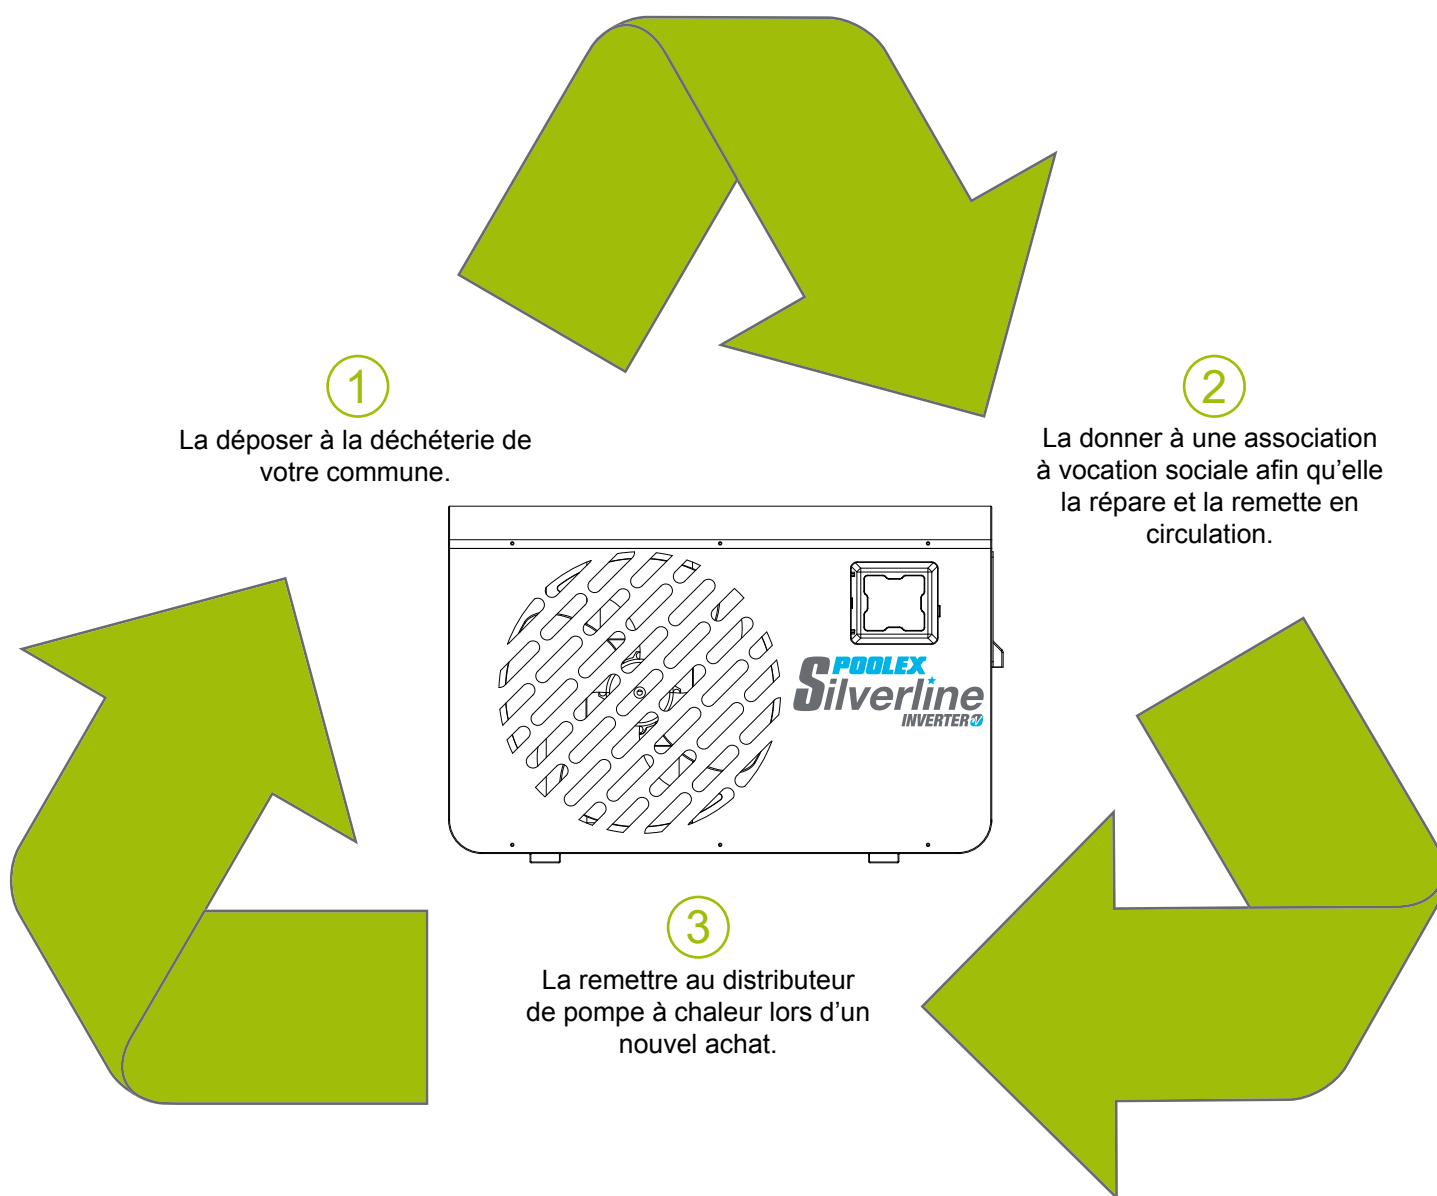 1
La déposer à la déchéterie de
votre commune.
2
La donner à une association
à vocation sociale afin qu’elle
la répare et la remette en
circulation.
POOLEX
Silverline
INVERTER
3
La remettre au distributeur
de pompe à chaleur lors d’un
nouvel achat.